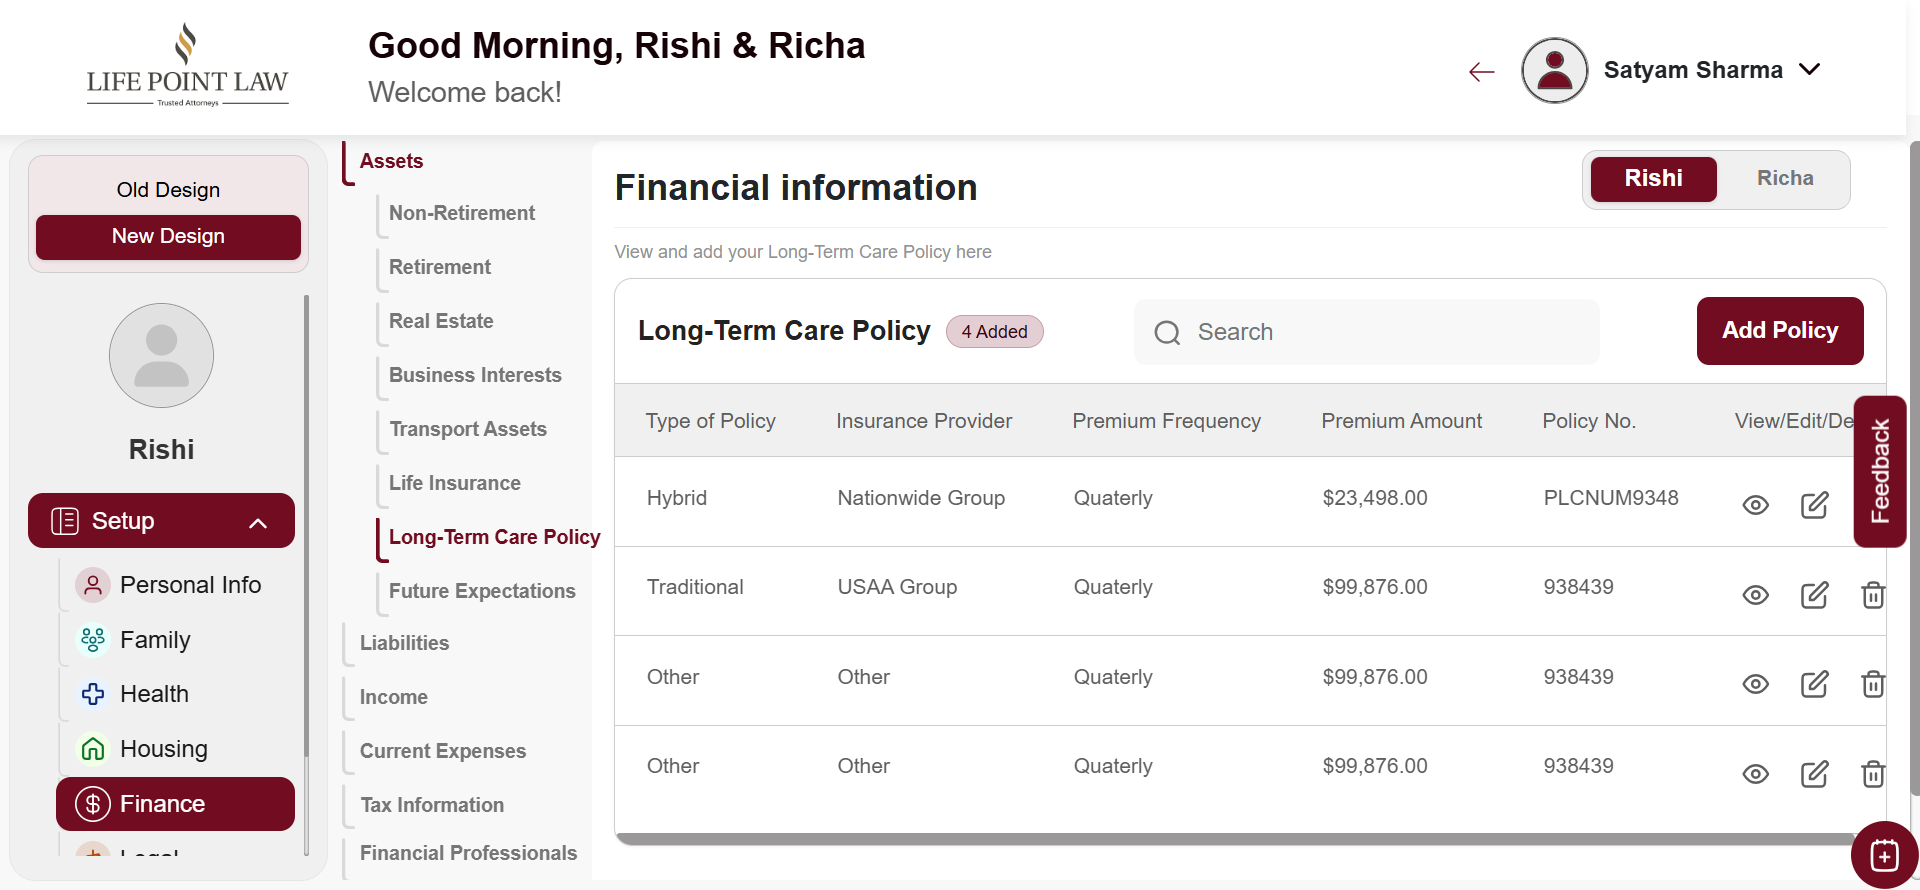 LIFE POINT LAW
Trusted Attorneys
Good Morning, Rishi & Richa
Welcome back!
Satyam Sharma
Old Design
New Design
Rishi
Setup
Personal Info
Family
Health
Housing
Finance
Legal
Assets
Non-Retirement
Retirement
Real Estate
Business Interests
Transport Assets
Life Insurance
Long-Term Care Policy
Future Expectations
Liabilities
Income
Current Expenses
Tax Information
Financial Professionals
Financial information
Rishi Richa
View and add your Long-Term Care Policy here
Long-Term Care Policy 4 Added Search Add Policy
Type of Policy Insurance Provider Premium Frequency Premium Amount Policy No. View/Edit/De
Hybrid Nationwide Group Quaterly $23,498.00 PLCNUM9348
Traditional USAA Group Quaterly $99,876.00 938439
Other Other Quaterly $99,876.00 938439
Other Other Quaterly $99,876.00 938439
Feedback